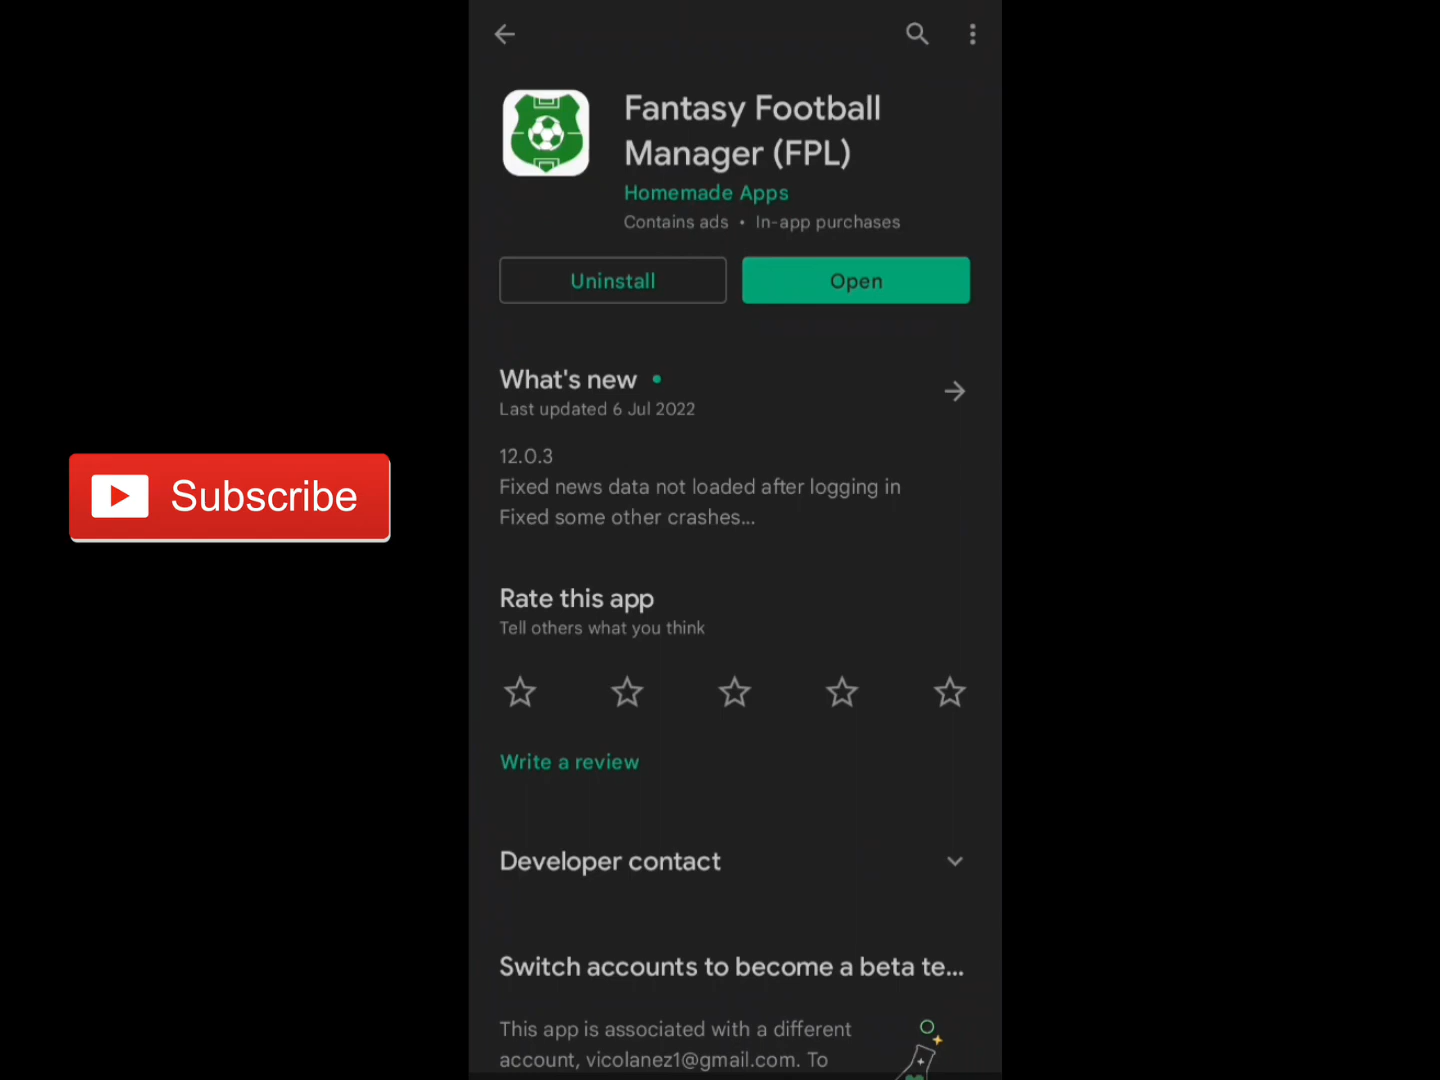 Fantasy Football
Manager (FPL)
Homemade Apps
Contains ads • In-app purchases
Uninstall
Open
What's new
Last updated 6 Jul 2022
12.0.3
Fixed news data not loaded after logging in
Fixed some other crashes...
Subscribe
Rate this app
Tell others what you think
Write a review
Developer contact
Switch accounts to become a beta te...
This app is associated with a different
account, vicolanez1@gmail.com. To